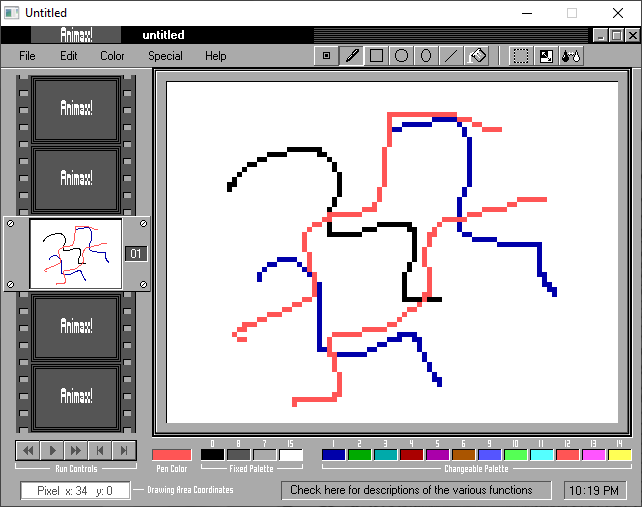 Untitled
Animax!
untitled
File Edit Color Special Help
Animax!
Animax!
01
Animax!
Animax!
0 8 7 15 1 2 3 4 5 6 9 10 11 12 13 14
Run Controls Pen Color Fixed Palette Changeable Palette
Pixel x: 34 y: 0 Drawing Area Coordinates Check here for descriptions of the various functions 10:19 PM